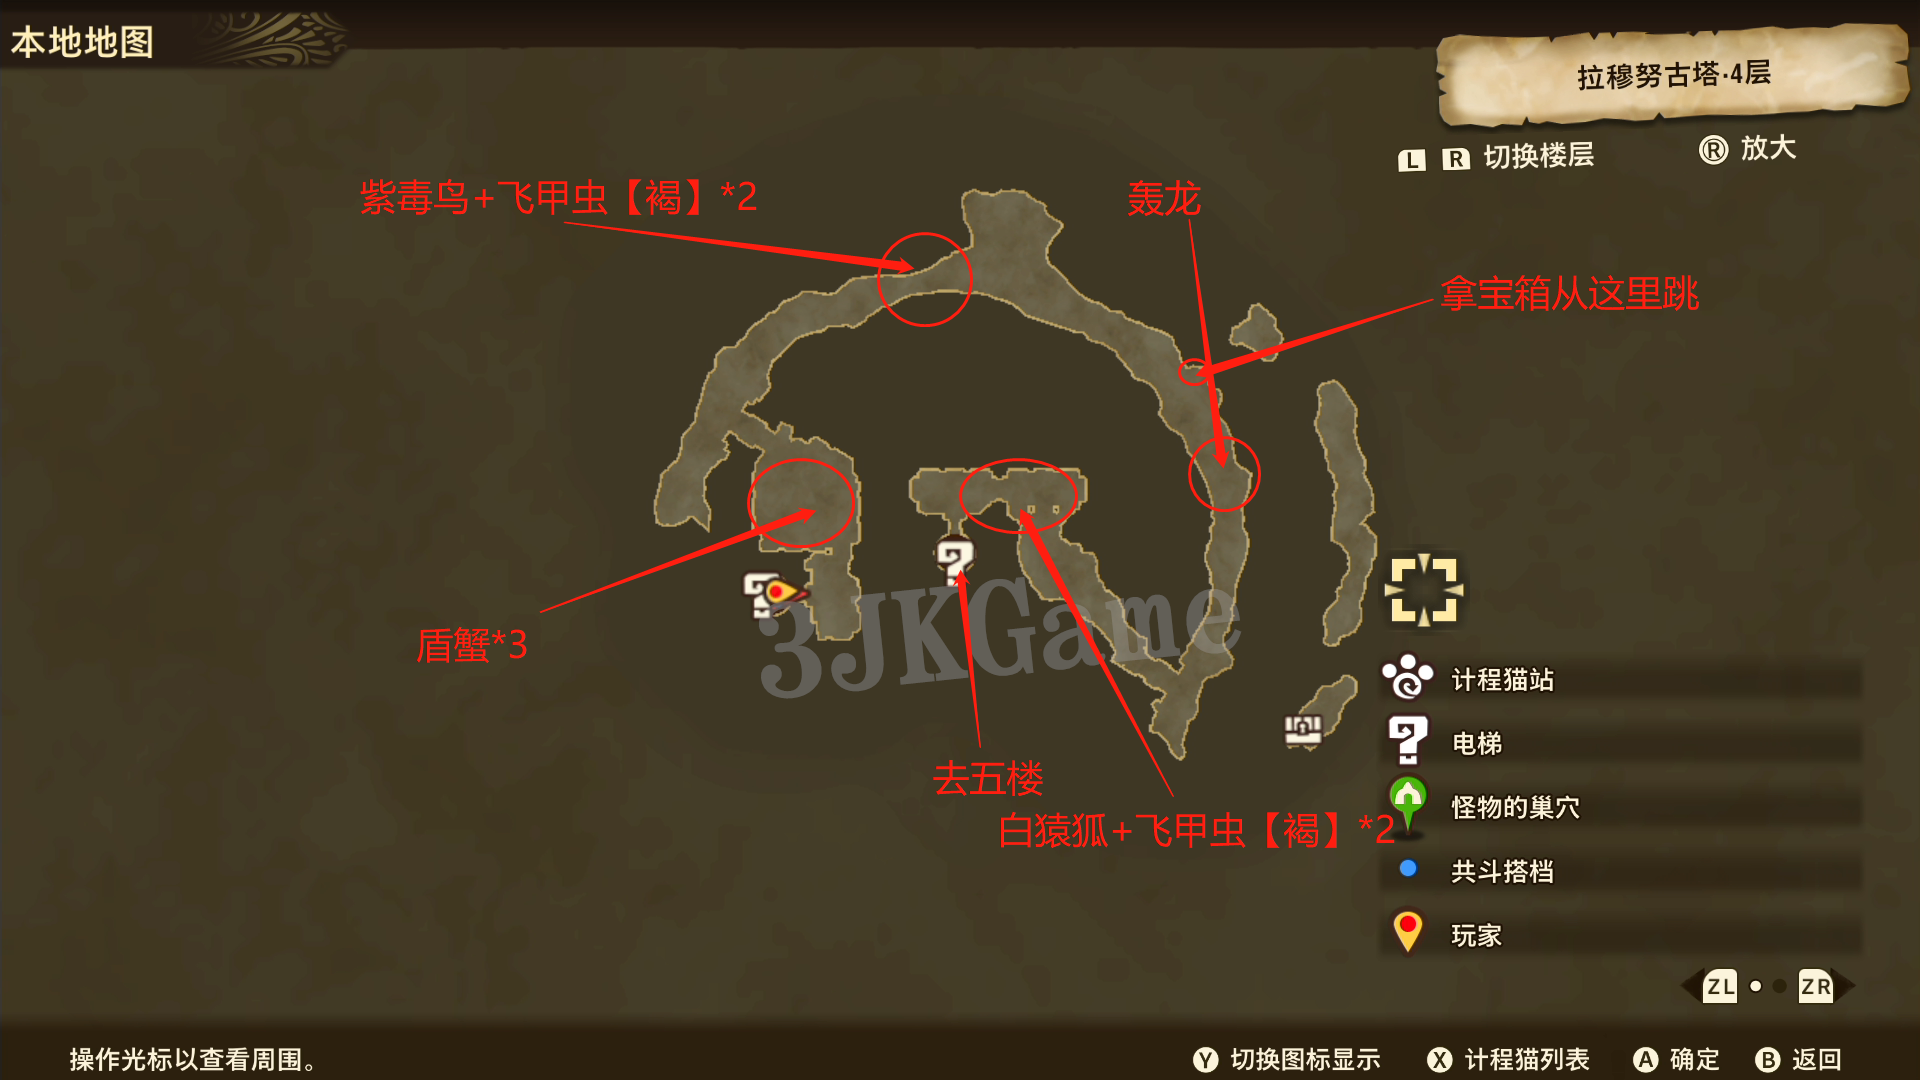 本地地图
拉穆努古塔·4层
L R 切换楼层
R 放大
紫毒鸟+飞甲虫【褐】*2
轰龙
拿宝箱从这里跳
盾蟹*3
去五楼
白猿狐+飞甲虫【褐】*2
3JKGame
计程猫站
电梯
怪物的巢穴
共斗搭档
玩家
ZL ZR
操作光标以查看周围。
Y 切换图标显示 X 计程猫列表 A 确定 B 返回